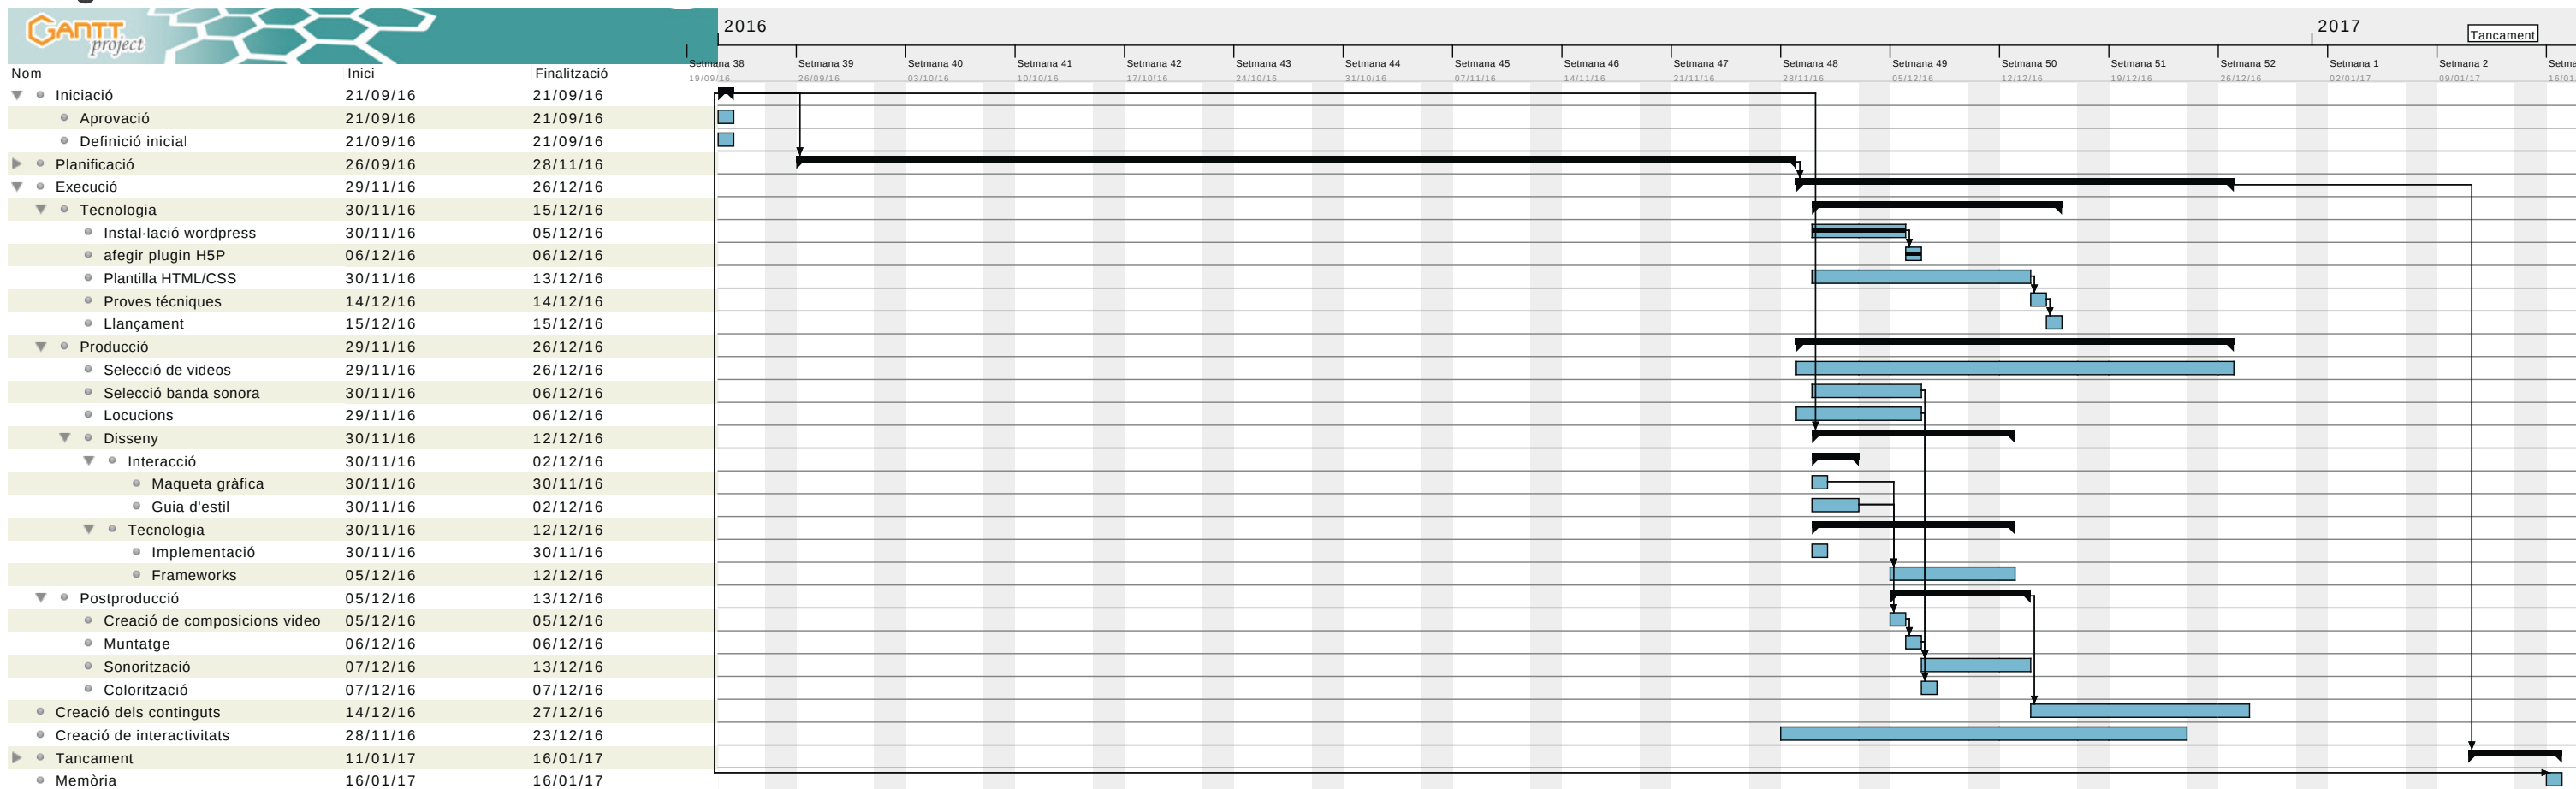 GANTT project
2016
2017
Tancament
Setmana 38
Setmana 39
Setmana 40
Setmana 41
Setmana 42
Setmana 43
Setmana 44
Setmana 45
Setmana 46
Setmana 47
Setmana 48
Setmana 49
Setmana 50
Setmana 51
Setmana 52
Setmana 1
Setmana 2
Setma
19/09/16
26/09/16
03/10/16
10/10/16
17/10/16
24/10/16
31/10/16
07/11/16
14/11/16
21/11/16
28/11/16
05/12/16
12/12/16
19/12/16
26/12/16
02/01/17
09/01/17
16/01
Nom Inici Finalització
Iniciació 21/09/16 21/09/16
Aprovació 21/09/16 21/09/16
Definició inicial 21/09/16 21/09/16
Planificació 26/09/16 28/11/16
Execució 29/11/16 26/12/16
Tecnologia 30/11/16 15/12/16
Instal·lació wordpress 30/11/16 05/12/16
afegir plugin H5P 06/12/16 06/12/16
Plantilla HTML/CSS 30/11/16 13/12/16
Proves técniques 14/12/16 14/12/16
Llançament 15/12/16 15/12/16
Producció 29/11/16 26/12/16
Selecció de videos 29/11/16 26/12/16
Selecció banda sonora 30/11/16 06/12/16
Locucions 29/11/16 06/12/16
Disseny 30/11/16 12/12/16
Interacció 30/11/16 02/12/16
Maqueta gràfica 30/11/16 30/11/16
Guia d'estil 30/11/16 02/12/16
Tecnologia 30/11/16 12/12/16
Implementació 30/11/16 30/11/16
Frameworks 05/12/16 12/12/16
Postproducció 05/12/16 13/12/16
Creació de composicions video 05/12/16 05/12/16
Muntatge 06/12/16 06/12/16
Sonorització 07/12/16 13/12/16
Colorització 07/12/16 07/12/16
Creació dels continguts 14/12/16 27/12/16
Creació de interactivitats 28/11/16 23/12/16
Tancament 11/01/17 16/01/17
Memòria 16/01/17 16/01/17